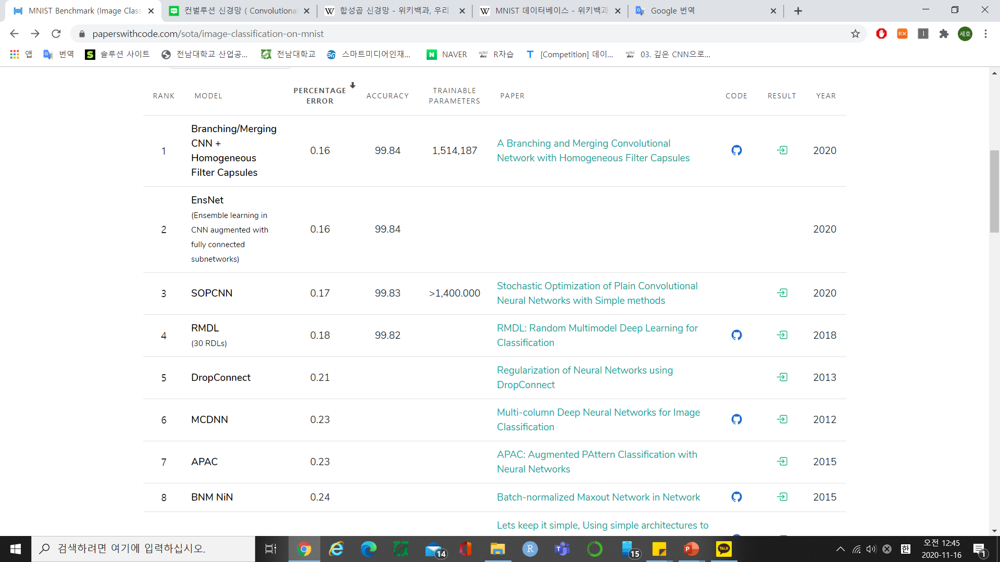 MNIST Benchmark (Image Class
컨벌루션 신경망 ( Convolutional
합성곱 신경망 - 위키백과, 우리
MNIST 데이터베이스 - 위키백과
Google 번역
paperswithcode.com/sota/image-classification-on-mnist
EX
세호
앱
번역
솔루션 사이트
전남대학교 산업공...
전남대학교
스마트미디어인재...
NAVER
R자습
[Competition] 데이...
03. 깊은 CNN으로...
RANK MODEL PERCENTAGE ERROR ACCURACY TRAINABLE PARAMETERS PAPER CODE RESULT YEAR
1
Branching/Merging
CNN +
Homogeneous
Filter Capsules
0.16 99.84 1,514,187
A Branching and Merging Convolutional
Network with Homogeneous Filter Capsules
2020
2
EnsNet
(Ensemble learning in
CNN augmented with
fully connected
subnetworks)
0.16 99.84
2020
3
SOPCNN
0.17 99.83 >1,400.000
Stochastic Optimization of Plain Convolutional
Neural Networks with Simple methods
2020
4
RMDL
(30 RDLs)
0.18 99.82
RMDL: Random Multimodel Deep Learning for
Classification
2018
5
DropConnect
0.21
Regularization of Neural Networks using
DropConnect
2013
6
MCDNN
0.23
Multi-column Deep Neural Networks for Image
Classification
2012
7
APAC
0.23
APAC: Augmented PAttern Classification with
Neural Networks
2015
8
BNM NiN
0.24
Batch-normalized Maxout Network in Network
2015
Lets keep it simple, Using simple architectures to
검색하려면 여기에 입력하십시오.
14
15
TALK
한
오전 12:45
2020-11-16
1